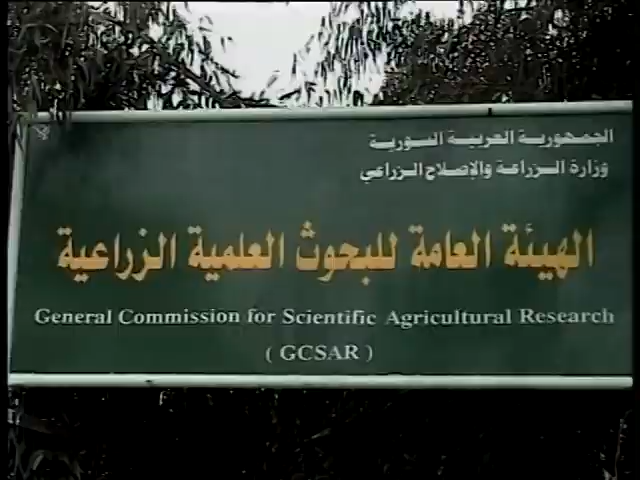 الجمهورية العربية السورية
وزارة الزراعة والإصلاح الزراعي
الهيئة العامة للبحوث العلمية الزراعية
General Commission for Scientific Agricultural Research
( GCSAR )